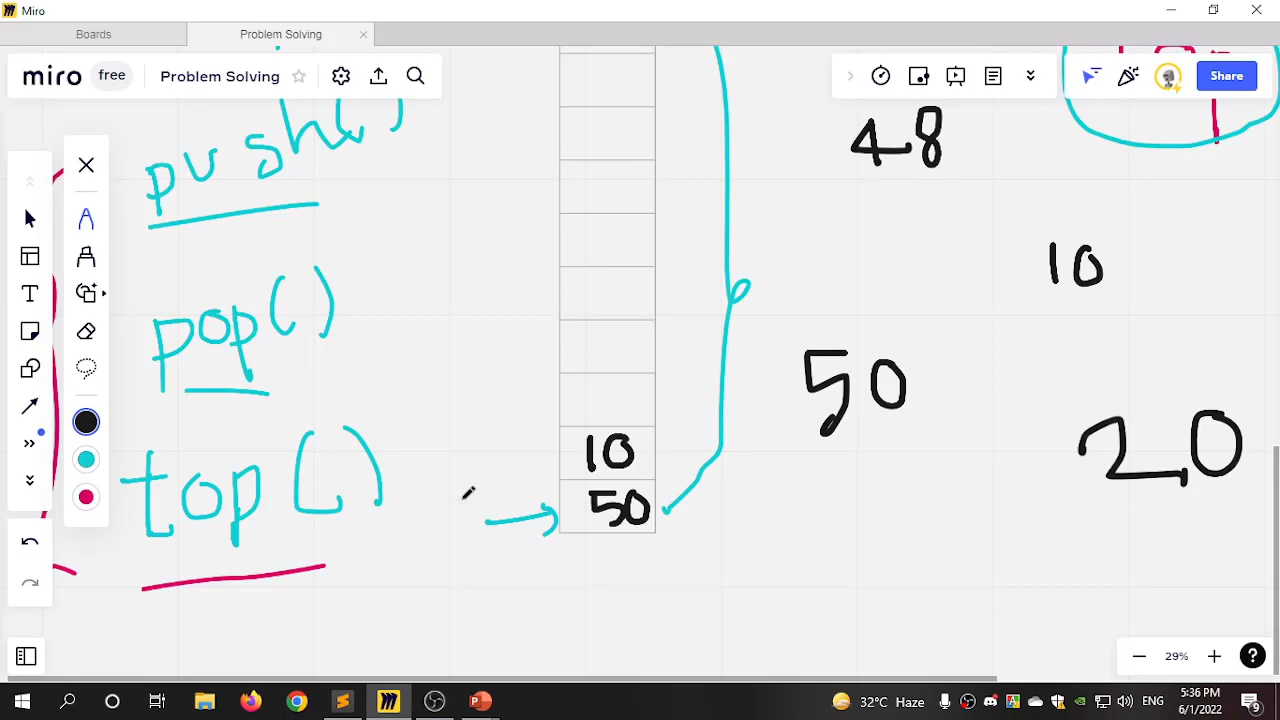 Miro
Boards
Problem Solving
miro
free
Problem Solving
Share
push()
48
10
pop()
50
20
10
top()
50
29%
32°C Haze
ENG
5:36 PM
6/1/2022
9